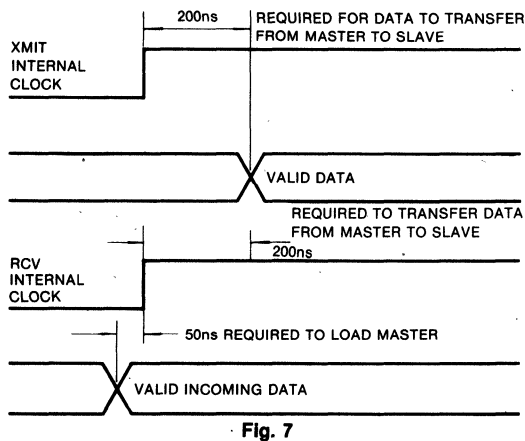 200ns
REQUIRED FOR DATA TO TRANSFER
FROM MASTER TO SLAVE
XMIT
INTERNAL
CLOCK
VALID DATA
REQUIRED TO TRANSFER DATA
FROM MASTER TO SLAVE
200ns
RCV
INTERNAL
CLOCK
50ns REQUIRED TO LOAD MASTER
VALID INCOMING DATA
Fig. 7